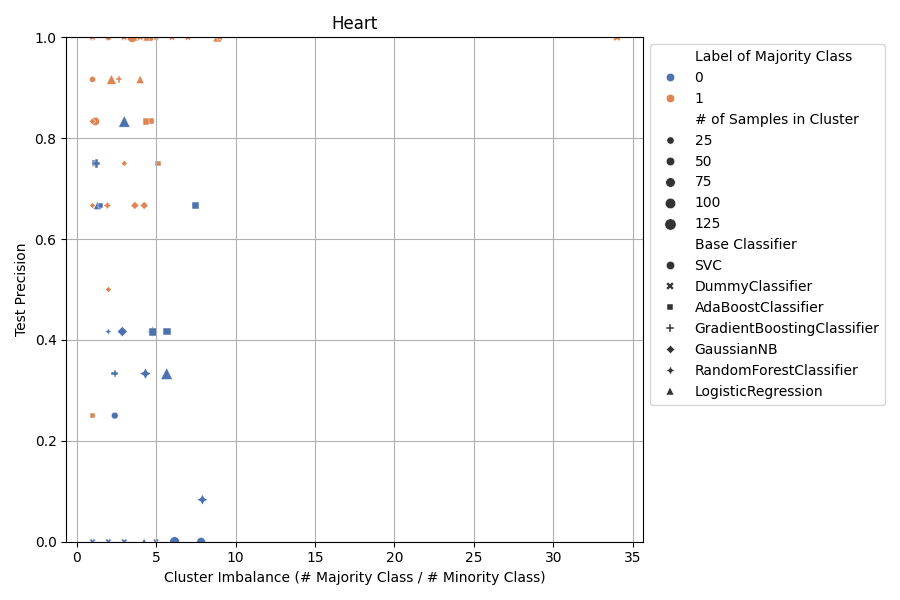 Heart
Test Precision
1.0
0.8
0.6
0.4
0.2
0.0
0 5 10 15 20 25 30 35
Cluster Imbalance (# Majority Class / # Minority Class)
Label of Majority Class
0
1
# of Samples in Cluster
25
50
75
100
125
Base Classifier
SVC
DummyClassifier
AdaBoostClassifier
GradientBoostingClassifier
GaussianNB
RandomForestClassifier
LogisticRegression